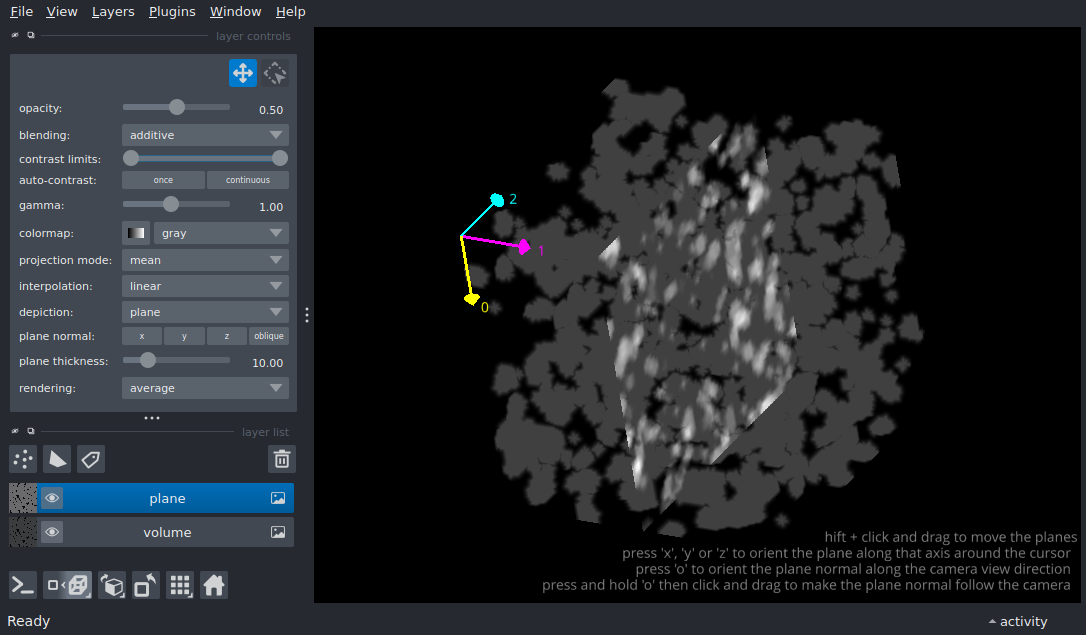 File View Layers Plugins Window Help
layer controls
opacity: 0.50
blending: additive
contrast limits:
auto-contrast: once continuous
gamma: 1.00
colormap: gray
projection mode: mean
interpolation: linear
depiction: plane
plane normal: x y z oblique
plane thickness: 10.00
rendering: average
layer list
plane
volume
2
1
0
hift + click and drag to move the planes
press 'x', 'y' or 'z' to orient the plane along that axis around the cursor
press 'o' to orient the plane normal along the camera view direction
press and hold 'o' then click and drag to make the plane normal follow the camera
Ready activity